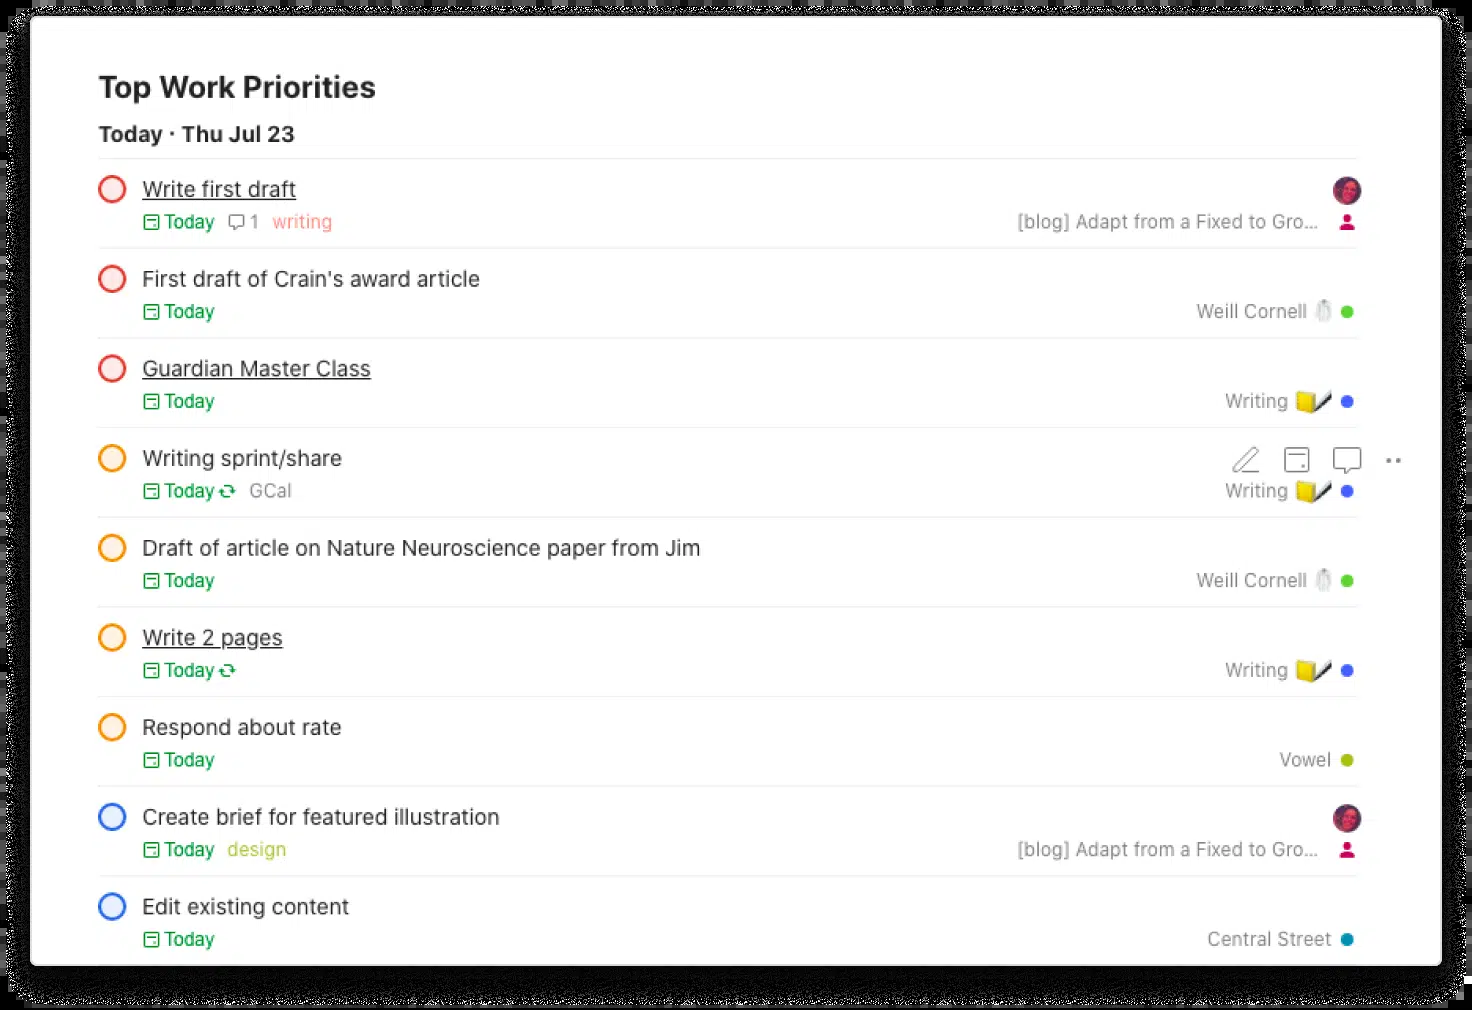 Top Work Priorities
Today · Thu Jul 23
Write first draft
Today 1 writing [blog] Adapt from a Fixed to Gro...
First draft of Crain's award article
Today Weill Cornell
Guardian Master Class
Today Writing
Writing sprint/share
Today GCal Writing
Draft of article on Nature Neuroscience paper from Jim
Today Weill Cornell
Write 2 pages
Today Writing
Respond about rate
Today Vowel
Create brief for featured illustration
Today design [blog] Adapt from a Fixed to Gro...
Edit existing content
Today Central Street